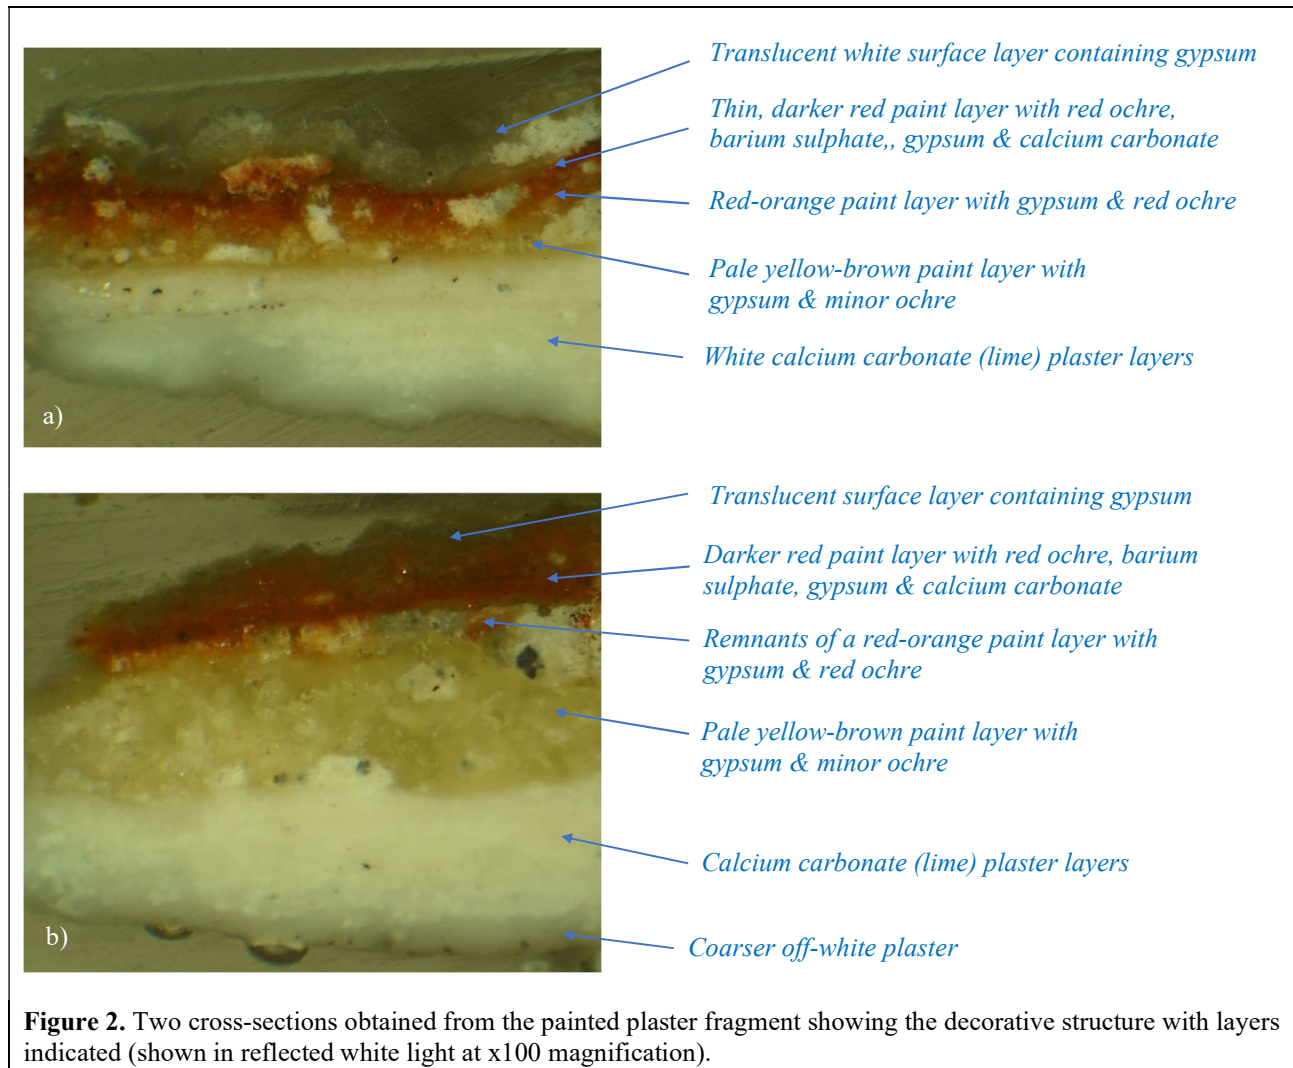 Translucent white surface layer containing gypsum
Thin, darker red paint layer with red ochre,
barium sulphate,, gypsum & calcium carbonate
Red-orange paint layer with gypsum & red ochre
Pale yellow-brown paint layer with
gypsum & minor ochre
White calcium carbonate (lime) plaster layers
a)
Translucent surface layer containing gypsum
Darker red paint layer with red ochre, barium
sulphate, gypsum & calcium carbonate
Remnants of a red-orange paint layer with
gypsum & red ochre
Pale yellow-brown paint layer with
gypsum & minor ochre
Calcium carbonate (lime) plaster layers
b)
Coarser off-white plaster
Figure 2. Two cross-sections obtained from the painted plaster fragment showing the decorative structure with layers
indicated (shown in reflected white light at x100 magnification).